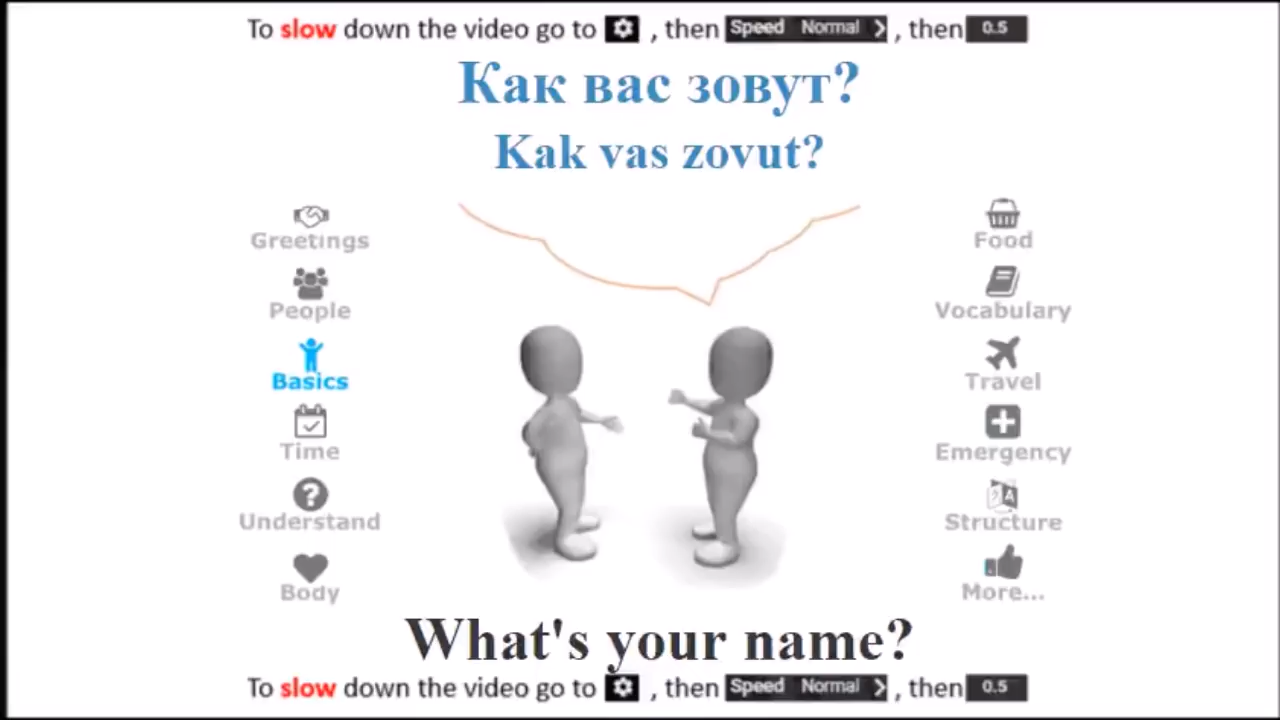 To slow down the video go to , then Speed Normal , then 0.5
Как вас зовут?
Kak vas zovut?
Greetings
People
Basics
Time
Understand
Body
Food
Vocabulary
Travel
Emergency
Structure
More...
What's your name?
To slow down the video go to , then Speed Normal , then 0.5